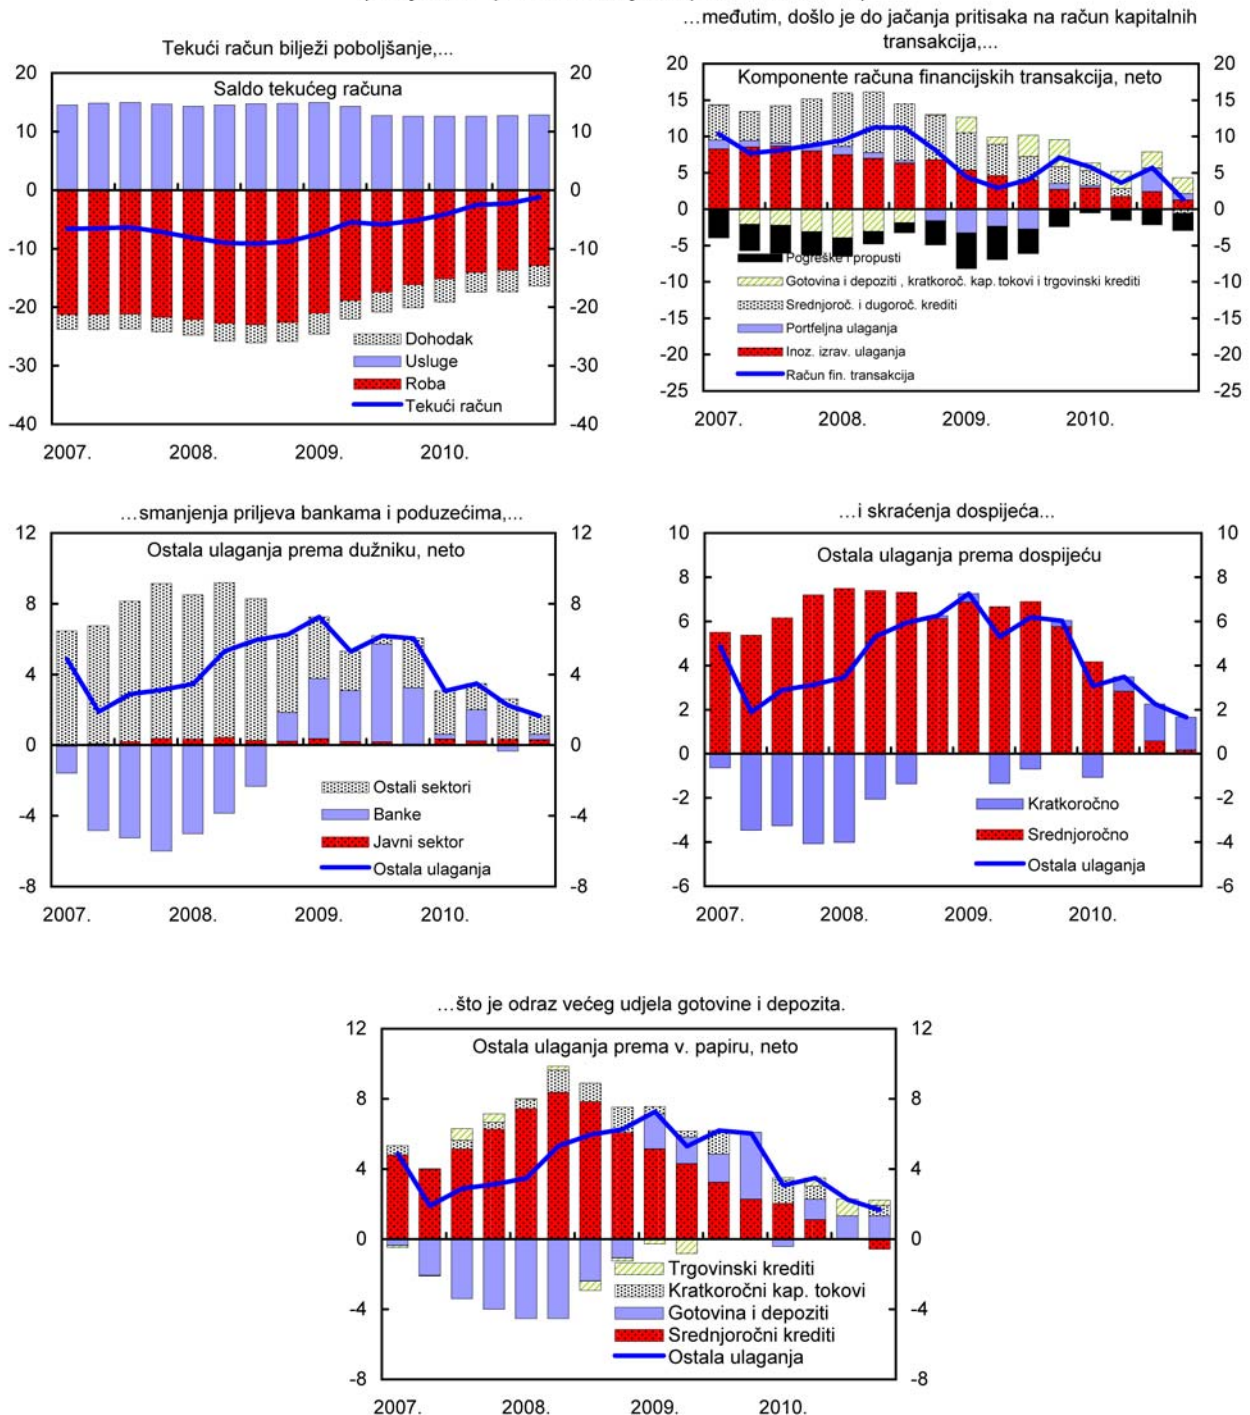 …međutim, došlo je do jačanja pritisaka na račun kapitalnih
transakcija,...
Tekući račun bilježi poboljšanje,...
20
10
0
-10
-20
-30
-40
Saldo tekućeg računa
Dohodak
Usluge
Roba
Tekući račun
20
10
0
-10
-20
-30
-40
2007.
2008.
2009.
2010.
20
15
10
5
0
-5
-10
-15
-20
-25
Komponente računa financijskih transakcija, neto
Pogreške i propusti
Gotovina i depoziti , kratkoroč. kap. tokovi i trgovinski krediti
Srednjoroč. i dugoroč. krediti
Portfeljna ulaganja
Inoz. izrav. ulaganja
Račun fin. transakcija
20
15
10
5
0
-5
-10
-15
-20
-25
2007.
2008.
2009.
2010.
…smanjenja priljeva bankama i poduzećima,...
12
8
4
0
-4
-8
Ostala ulaganja prema dužniku, neto
Ostali sektori
Banke
Javni sektor
Ostala ulaganja
12
8
4
0
-4
-8
2007.
2008.
2009.
2010.
…i skraćenja dospijeća...
10
8
6
4
2
0
-2
-4
-6
Ostala ulaganja prema dospijeću
Kratkoročno
Srednjoročno
Ostala ulaganja
10
8
6
4
2
0
-2
-4
-6
2007.
2008.
2009.
2010.
…što je odraz većeg udjela gotovine i depozita.
12
8
4
0
-4
-8
Ostala ulaganja prema v. papiru, neto
Trgovinski krediti
Kratkoročni kap. tokovi
Gotovina i depoziti
Srednjoročni krediti
Ostala ulaganja
12
8
4
0
-4
-8
2007.
2008.
2009.
2010.